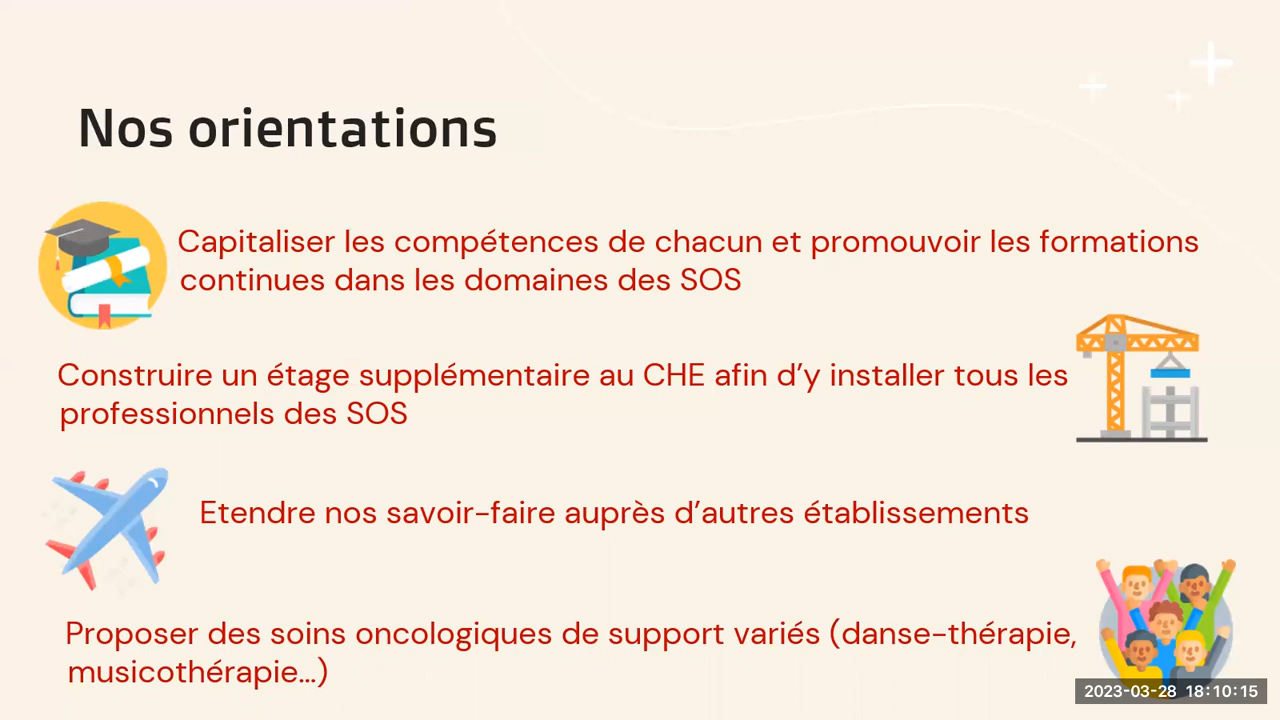 Nos orientations
Capitaliser les compétences de chacun et promouvoir les formations
continues dans les domaines des SOS
Construire un étage supplémentaire au CHE afin d’y installer tous les
professionnels des SOS
Etendre nos savoir-faire auprès d’autres établissements
Proposer des soins oncologiques de support variés (danse-thérapie,
musicothérapie...)
2023-03-28 18:10:15